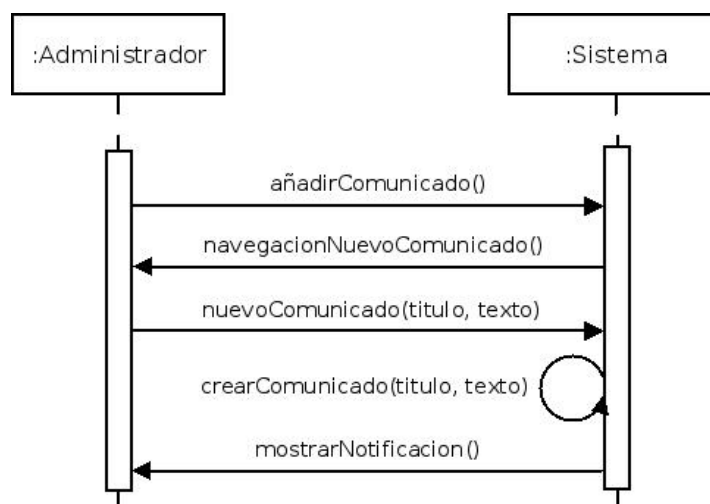 :Administrador
:Sistema
añadirComunicado()
navegacionNuevoComunicado()
nuevoComunicado(titulo, texto)
crearComunicado(titulo, texto)
mostrarNotificacion()